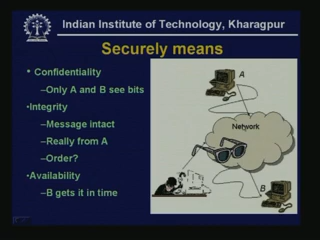 Indian Institute of Technology, Kharagpur
Securely means
• Confidentiality
–Only A and B see bits
•Integrity
–Message intact
–Really from A
–Order?
•Availability
–B gets it in time
A
Network
B